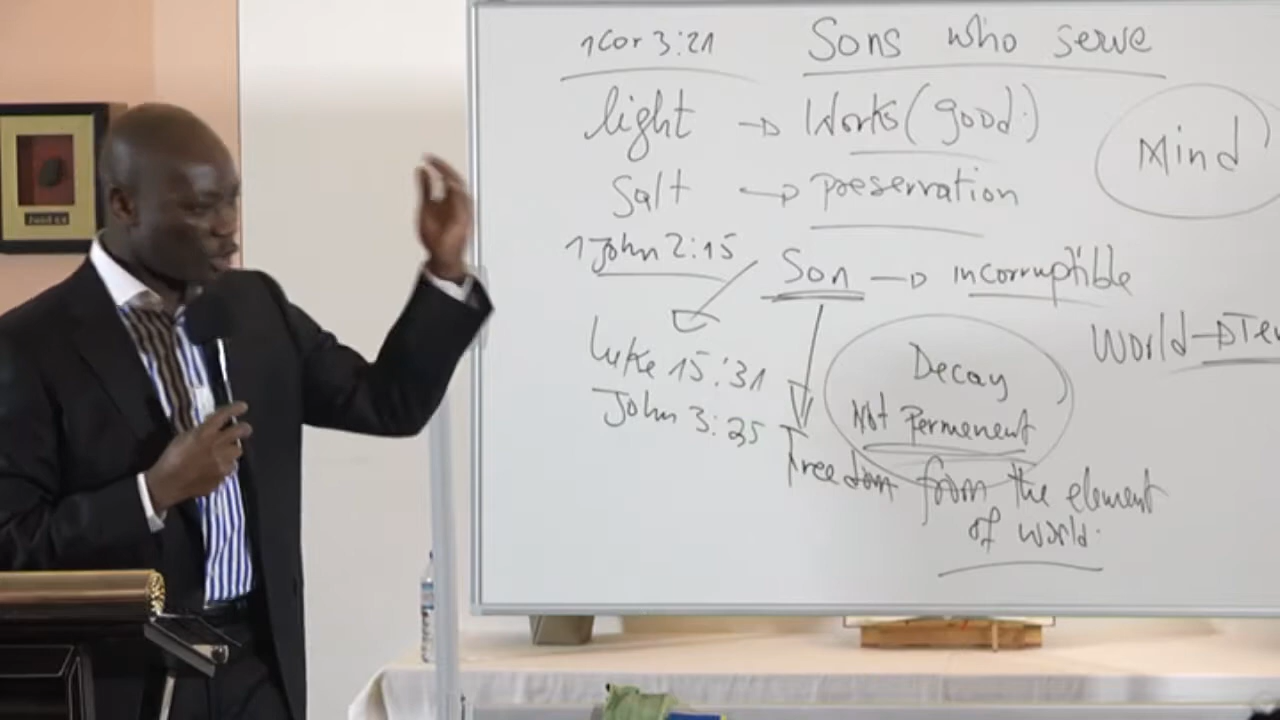 1Cor 3:21 Sons who serve
light → Works (good)
Mind
Salt → preservation
1John 2:15
Son → incorruptible
World →
Luke 15:31
Decay
John 3:35
Not Permenent
Freedom from the element
of world.